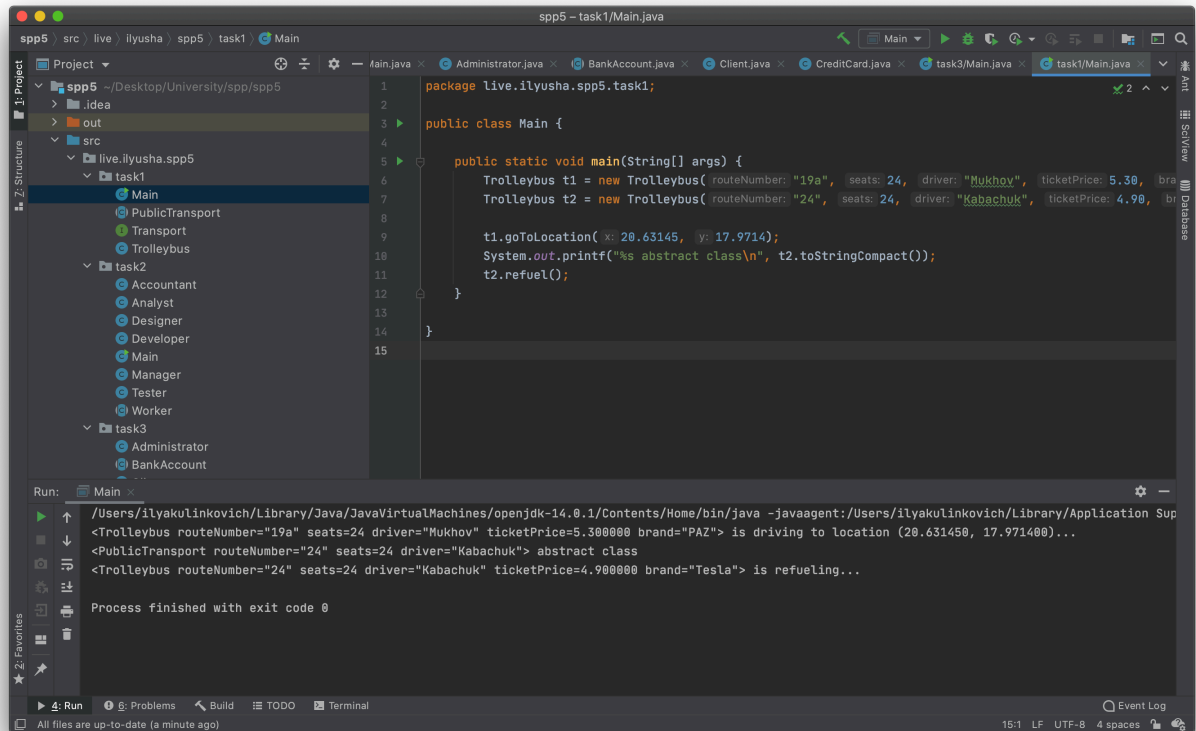 spp5 – task1/Main.java
spp5 src live ilyusha spp5 task1 Main
Main
1: Project
Z: Structure
2: Favorites
Project
spp5 ~/Desktop/University/spp/spp5
.idea
out
src
live.ilyusha.spp5
task1
Main
PublicTransport
Transport
Trolleybus
task2
Accountant
Analyst
Designer
Developer
Main
Manager
Tester
Worker
task3
Administrator
BankAccount
Main.java Administrator.java BankAccount.java Client.java CreditCard.java task3/Main.java task1/Main.java
2
1 package live.ilyusha.spp5.task1;
2
3 public class Main {
4
5 public static void main(String[] args) {
6 Trolleybus t1 = new Trolleybus( routeNumber: "19a", seats: 24, driver: "Mukhov", ticketPrice: 5.30, bra
7 Trolleybus t2 = new Trolleybus( routeNumber: "24", seats: 24, driver: "Kabachuk", ticketPrice: 4.90, br
8
9 t1.goToLocation( x: 20.63145, y: 17.9714);
10 System.out.printf("%s abstract class\n", t2.toStringCompact());
11 t2.refuel();
12 }
13
14 }
15
Ant
SciView
Database
Run: Main
/Users/ilyakulinkovich/Library/Java/JavaVirtualMachines/openjdk-14.0.1/Contents/Home/bin/java -javaagent:/Users/ilyakulinkovich/Library/Application Sup
<Trolleybus routeNumber="19a" seats=24 driver="Mukhov" ticketPrice=5.300000 brand="PAZ"> is driving to location (20.631450, 17.971400)...
<PublicTransport routeNumber="24" seats=24 driver="Kabachuk"> abstract class
<Trolleybus routeNumber="24" seats=24 driver="Kabachuk" ticketPrice=4.900000 brand="Tesla"> is refueling...
Process finished with exit code 0
4: Run 6: Problems Build TODO Terminal Event Log
All files are up-to-date (a minute ago) 15:1 LF UTF-8 4 spaces